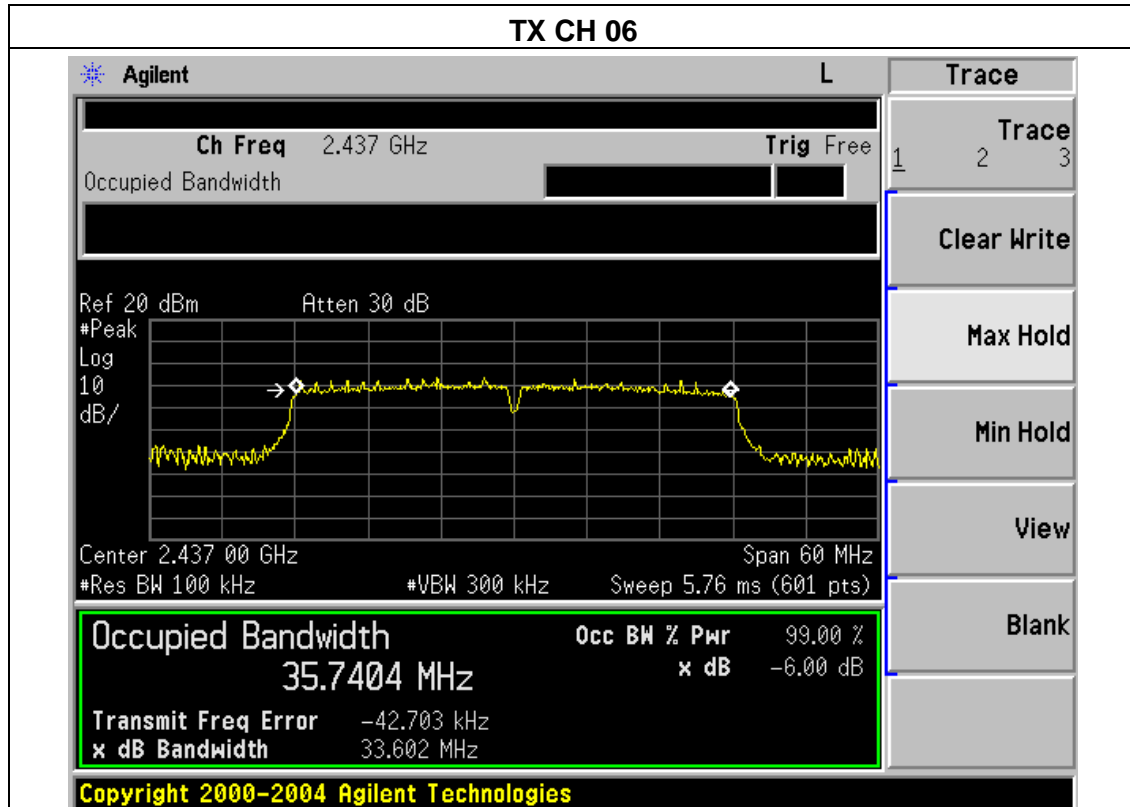 TX CH 06
Agilent L Trace
Ch Freq 2.437 GHz Trig Free
Occupied Bandwidth
Trace
1 2 3
Clear Write
Max Hold
Min Hold
View
Blank
Ref 20 dBm Atten 30 dB
#Peak
Log
10
dB/
Center 2.437 00 GHz Span 60 MHz
#Res BW 100 kHz #VBW 300 kHz Sweep 5.76 ms (601 pts)
Occupied Bandwidth Occ BW % Pwr 99.00 %
35.7404 MHz x dB -6.00 dB
Transmit Freq Error -42.703 kHz
x dB Bandwidth 33.602 MHz
Copyright 2000-2004 Agilent Technologies